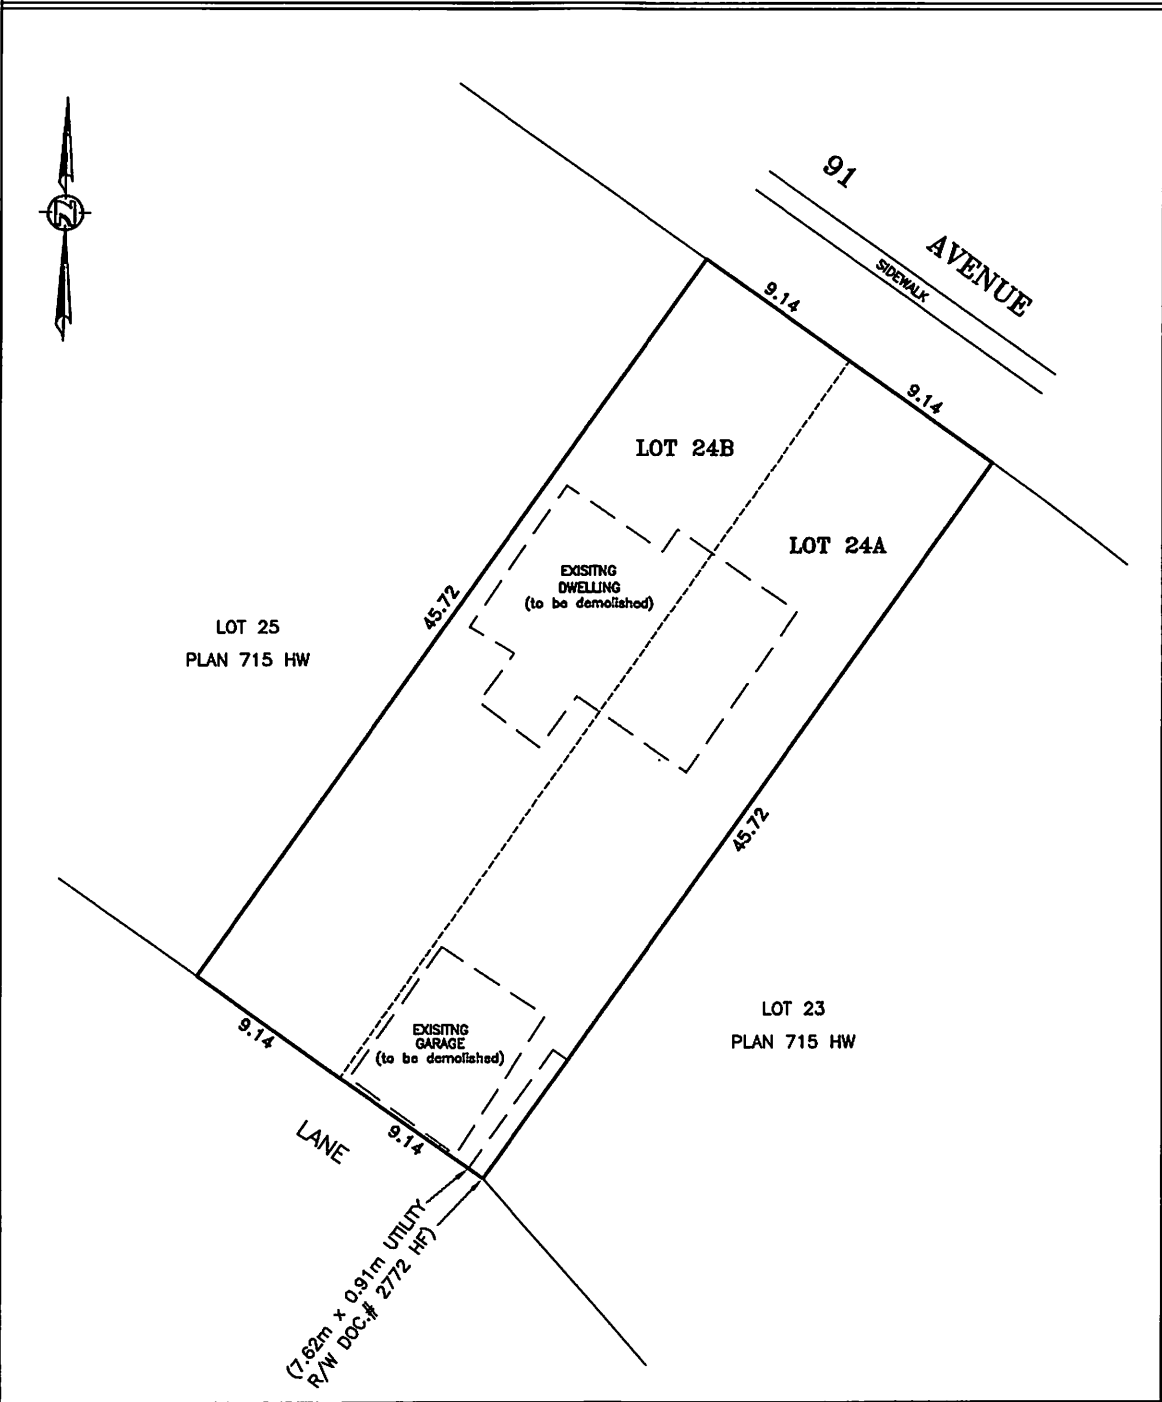 91
AVENUE
SIDEWALK
9.14
9.14
LOT 24B
LOT 24A
EXISITNG
DWELLING
(to be demolished)
45.72
LOT 25
PLAN 715 HW
45.72
LOT 23
PLAN 715 HW
EXISITNG
GARAGE
(to be demolished)
9.14
9.14
LANE
(7.62m x 0.91m UTILITY
R/W DOC.# 2772 HF)
N